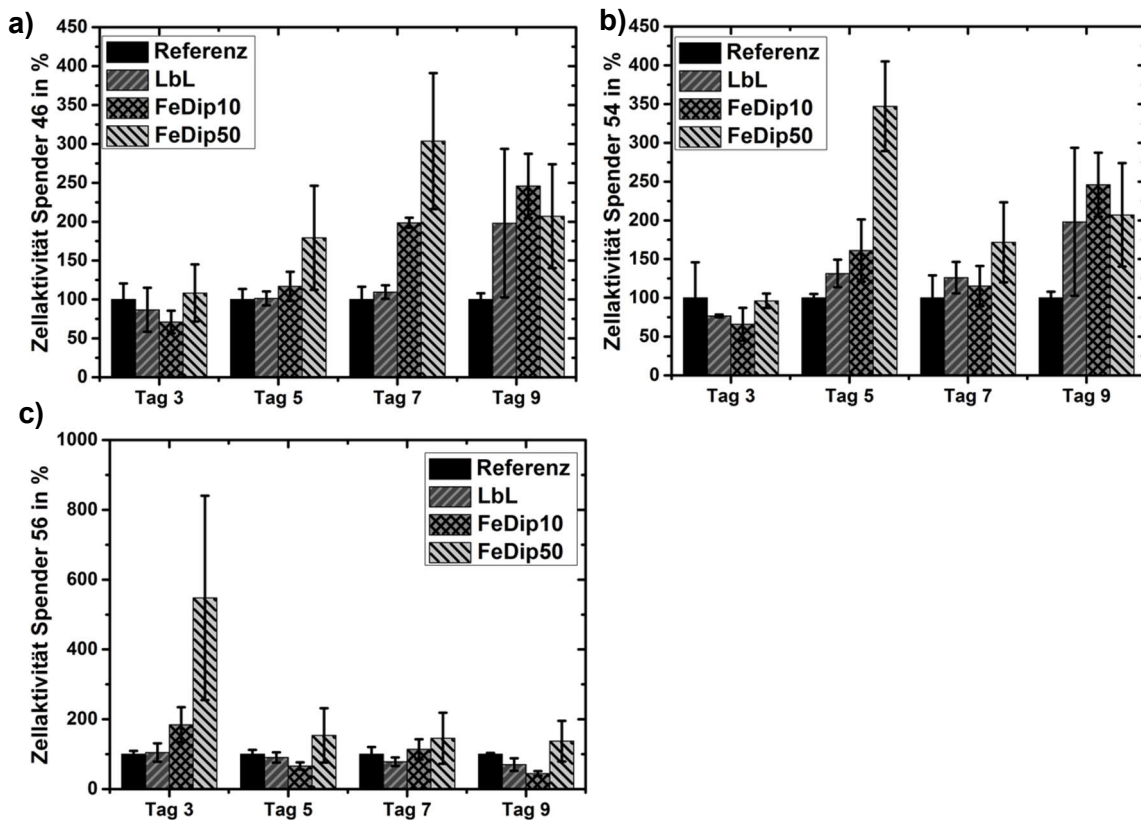 a)
Zellaktivität Spender 46 in %
450
400
350
300
250
200
150
100
50
0
Referenz
LbL
FeDip10
FeDip50
Tag 3 Tag 5 Tag 7 Tag 9
b)
Zellaktivität Spender 54 in %
450
400
350
300
250
200
150
100
50
0
Referenz
LbL
FeDip10
FeDip50
Tag 3 Tag 5 Tag 7 Tag 9
c)
Zellaktivität Spender 56 in %
1000
800
600
400
200
0
Referenz
LbL
FeDip10
FeDip50
Tag 3 Tag 5 Tag 7 Tag 9